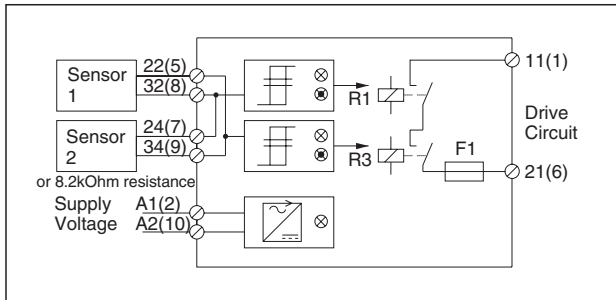 Sensor
1
22(5)
32(8)
Sensor
2
24(7)
34(9)
or 8.2kOhm resistance
Supply
Voltage
A1(2)
A2(10)
R1
R3
F1
11(1)
Drive
Circuit
21(6)